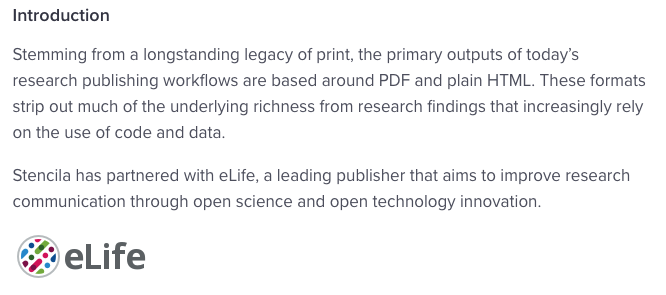 Introduction
Stemming from a longstanding legacy of print, the primary outputs of today’s
research publishing workflows are based around PDF and plain HTML. These formats
strip out much of the underlying richness from research findings that increasingly rely
on the use of code and data.
Stencila has partnered with eLife, a leading publisher that aims to improve research
communication through open science and open technology innovation.
eLife